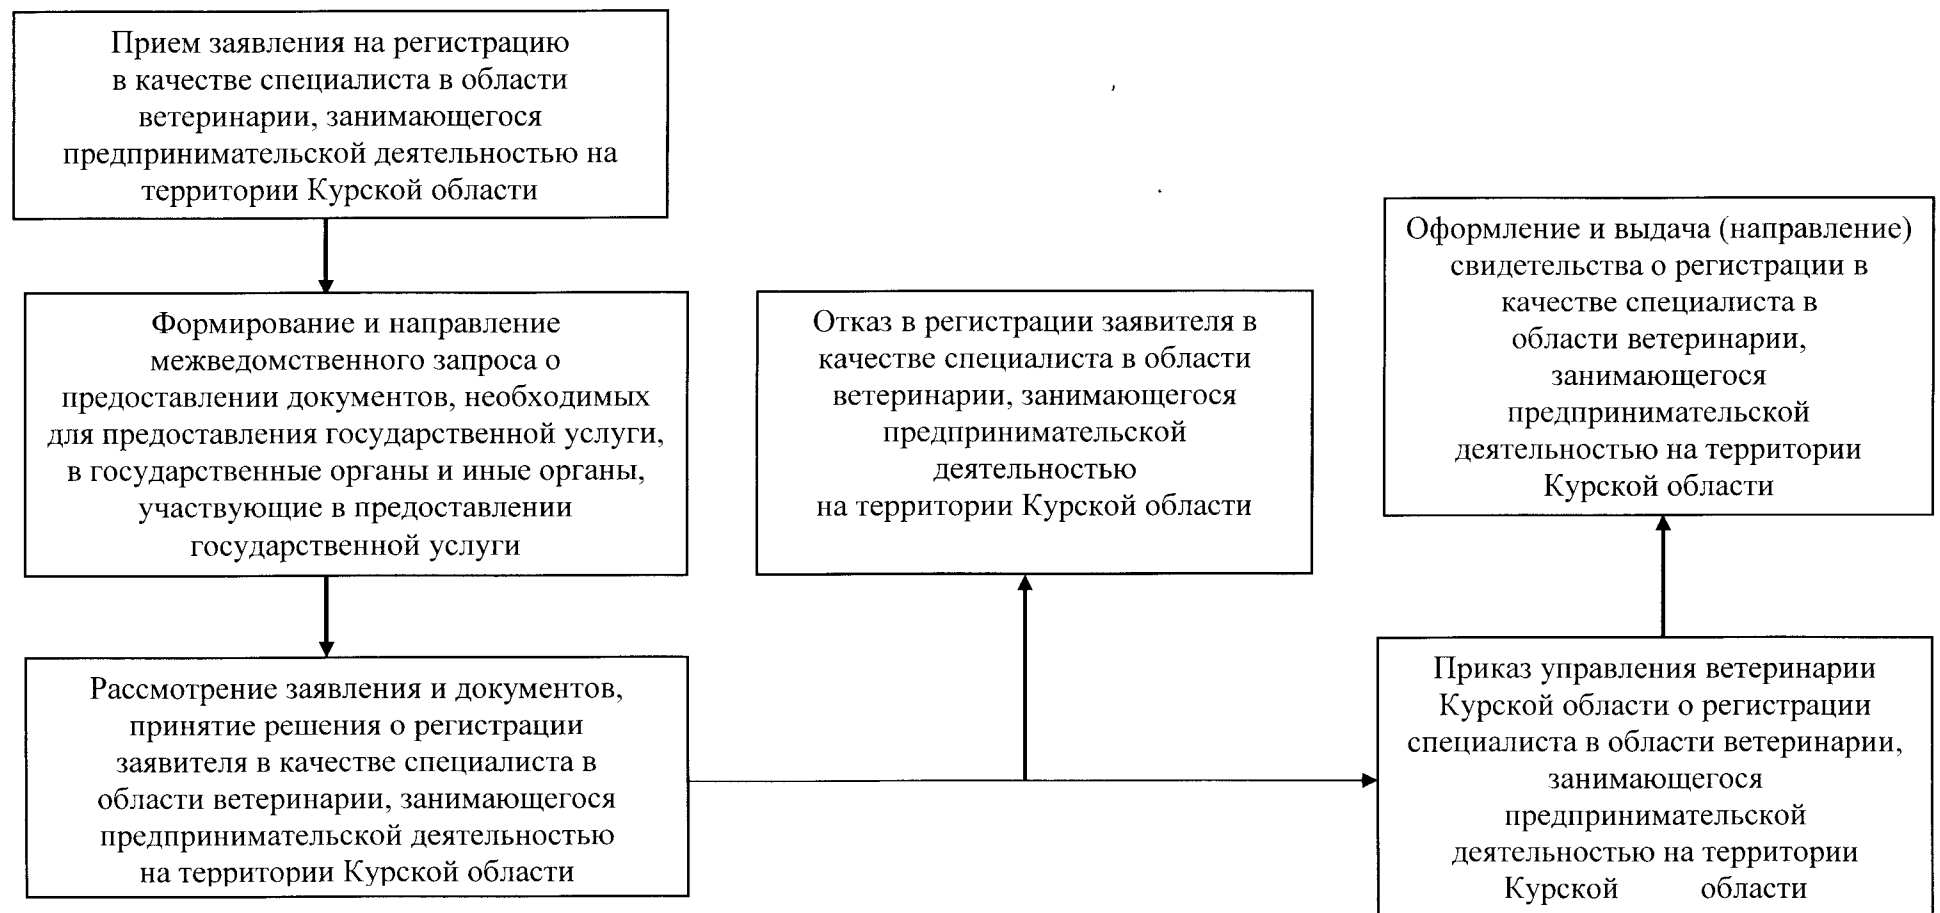 Прием заявления на регистрацию
в качестве специалиста в области
ветеринарии, занимающегося
предпринимательской деятельностью на
территории Курской области
Формирование и направление
межведомственного запроса о
предоставлении документов, необходимых
для предоставления государственной услуги,
в государственные органы и иные органы,
участвующие в предоставлении
государственной услуги
Рассмотрение заявления и документов,
принятие решения о регистрации
заявителя в качестве специалиста в
области ветеринарии, занимающегося
предпринимательской деятельностью
на территории Курской области
Отказ в регистрации заявителя в
качестве специалиста в области
ветеринарии, занимающегося
предпринимательской
деятельностью
на территории Курской области
Оформление и выдача (направление)
свидетельства о регистрации в
качестве специалиста в
области ветеринарии,
занимающегося
предпринимательской
деятельностью на территории
Курской области
Приказ управления ветеринарии
Курской области о регистрации
специалиста в области ветеринарии,
занимающегося
предпринимательской
деятельностью на территории
Курской области